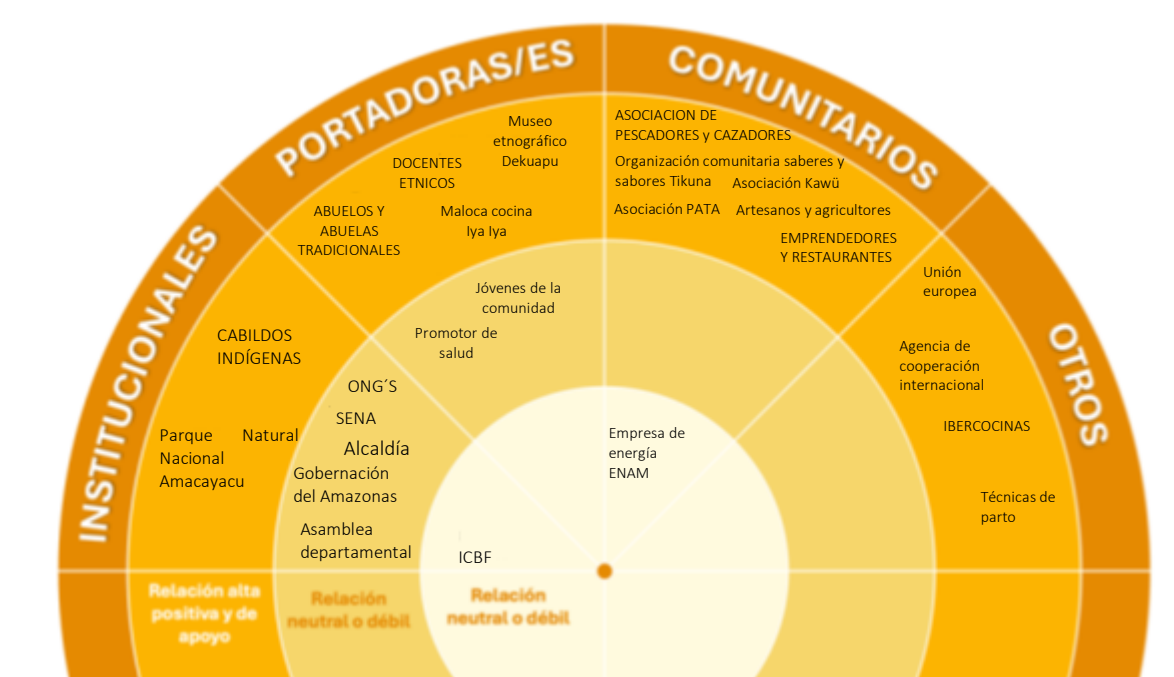 PORTADORAS/ES
COMUNITARIOS
INSTITUCIONALES
OTROS
Museo
etnográfico
Dekuapu
DOCENTES
ETNICOS
ABUELOS Y
ABUELAS
TRADICIONALES
Maloca cocina
Iya Iya
Jóvenes de la
comunidad
Promotor de
salud
ASOCIACION DE
PESCADORES y CAZADORES
Organización comunitaria saberes y
sabores Tikuna
Asociación Kawü
Asociación PATA
Artesanos y agricultores
EMPRENDEDORES
Y RESTAURANTES
Empresa de
energía
ENAM
CABILDOS
INDÍGENAS
Parque Natural
Nacional
Amacayacu
ONG´S
SENA
Alcaldía
Gobernación
del Amazonas
Asamblea
departamental
ICBF
Unión
europea
Agencia de
cooperación
internacional
IBERCOCINAS
Técnicas de
parto
Relación alta
positiva y de
apoyo
Relación
neutral o débil
Relación
neutral o débil